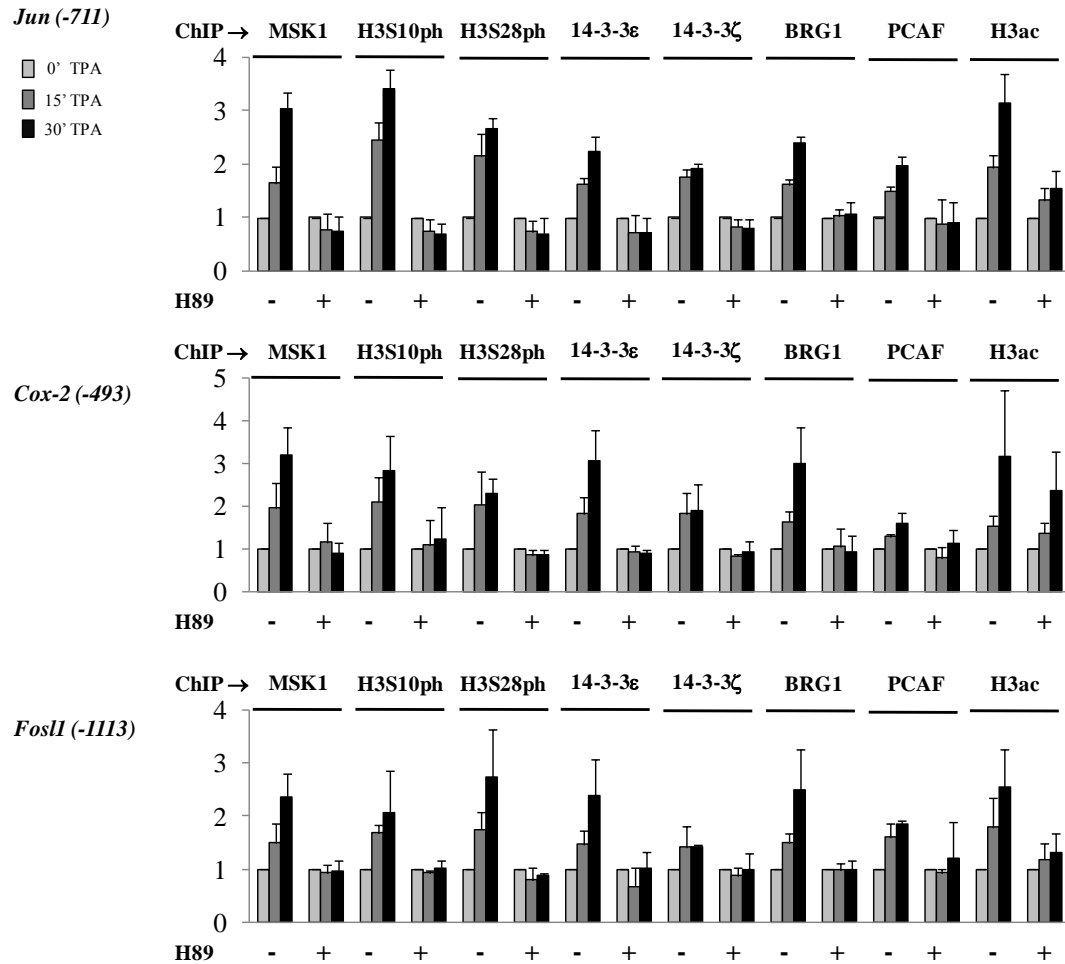 Jun (-711)
0' TPA
15' TPA
30' TPA
ChIP → MSK1 H3S10ph H3S28ph 14-3-3ε 14-3-3ζ BRG1 PCAF H3ac
4
3
2
1
0
H89 - + - + - + - + - + - + - + - +
Cox-2 (-493)
ChIP → MSK1 H3S10ph H3S28ph 14-3-3ε 14-3-3ζ BRG1 PCAF H3ac
5
4
3
2
1
0
H89 - + - + - + - + - + - + - + - +
Fosl1 (-1113)
ChIP → MSK1 H3S10ph H3S28ph 14-3-3ε 14-3-3ζ BRG1 PCAF H3ac
4
3
2
1
0
H89 - + - + - + - + - + - + - + - +